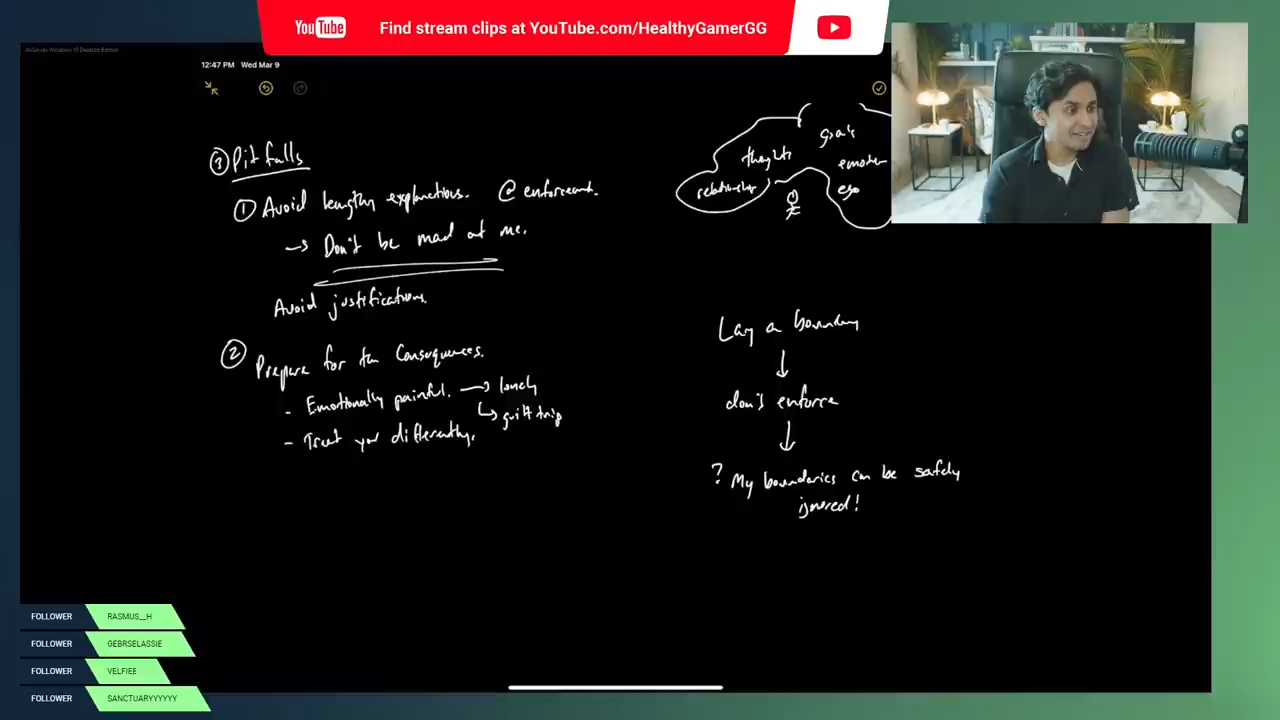 YouTube
Find stream clips at YouTube.com/HealthyGamerGG
12:47 PM Wed Mar 9
③ Pitfalls
① Avoid lengthy explanations. @ enforcement.
→ Don't be mad at me.
Avoid justifications.
② Prepare for the Consequences.
- Emotionally painful. → lonely
↳ guilt trip
- Treat you differently.
thoughts
goals
emotion
relationship
ego
Lay a boundary
↓
don't enforce
↓
? My boundaries can be safely
ignored!
FOLLOWER RASMUS__H
FOLLOWER GEBRSELASSIE
FOLLOWER VELFIEE
FOLLOWER SANCTUARYYYYYY